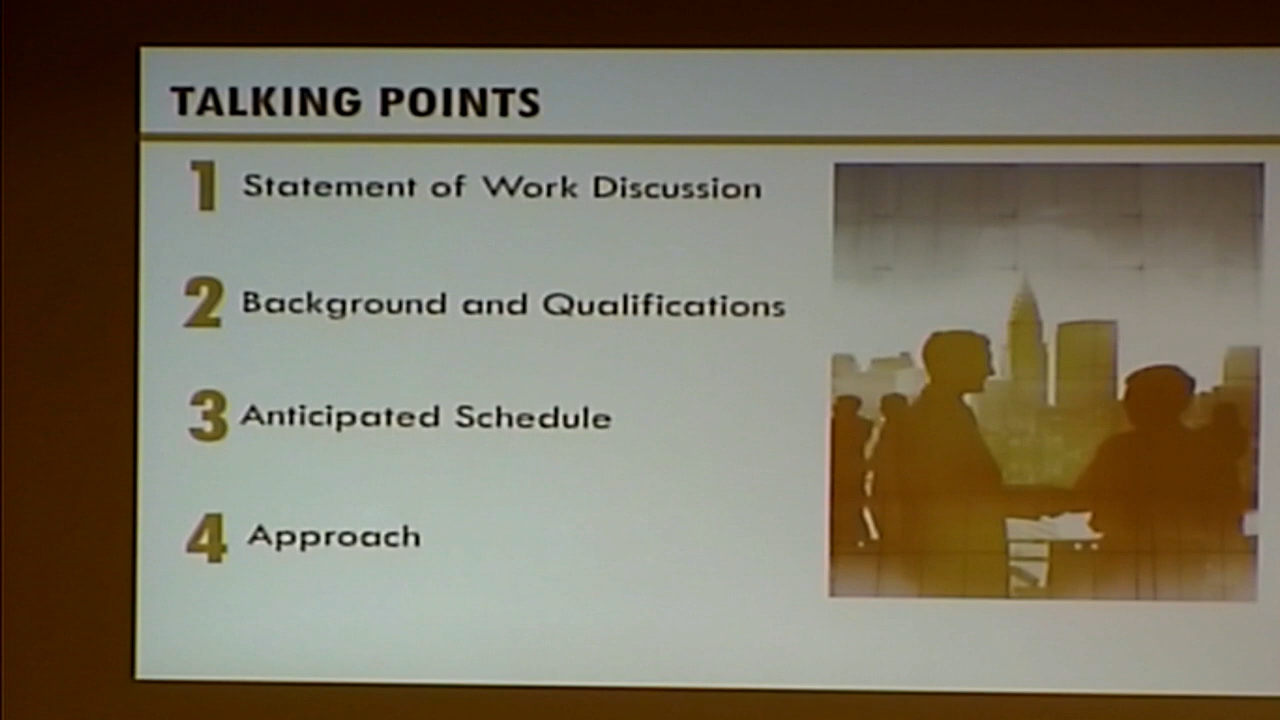 TALKING POINTS
1 Statement of Work Discussion
2 Background and Qualifications
3 Anticipated Schedule
4 Approach